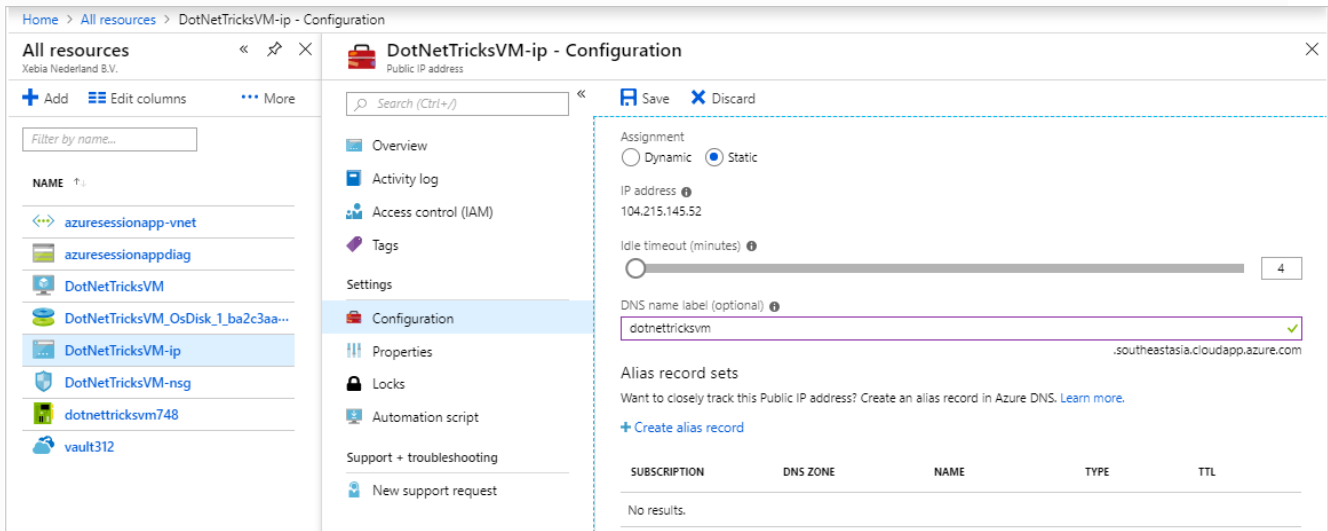 Home > All resources > DotNetTricksVM-ip - Configuration
All resources
Xebia Nederland B.V.
Add Edit columns ••• More
Filter by name...
NAME
azuresessionapp-vnet
azuresessionappdiag
DotNetTricksVM
DotNetTricksVM_OsDisk_1_ba2c3aa···
DotNetTricksVM-ip
DotNetTricksVM-nsg
dotnettricksvm748
vault312
DotNetTricksVM-ip - Configuration
Public IP address
Search (Ctrl+/)
Overview
Activity log
Access control (IAM)
Tags
Settings
Configuration
Properties
Locks
Automation script
Support + troubleshooting
New support request
Save Discard
Assignment
Dynamic Static
IP address
104.215.145.52
Idle timeout (minutes)
4
DNS name label (optional)
dotnettricksvm
.southeastasia.cloudapp.azure.com
Alias record sets
Want to closely track this Public IP address? Create an alias record in Azure DNS. Learn more.
+ Create alias record
SUBSCRIPTION DNS ZONE NAME TYPE TTL
No results.